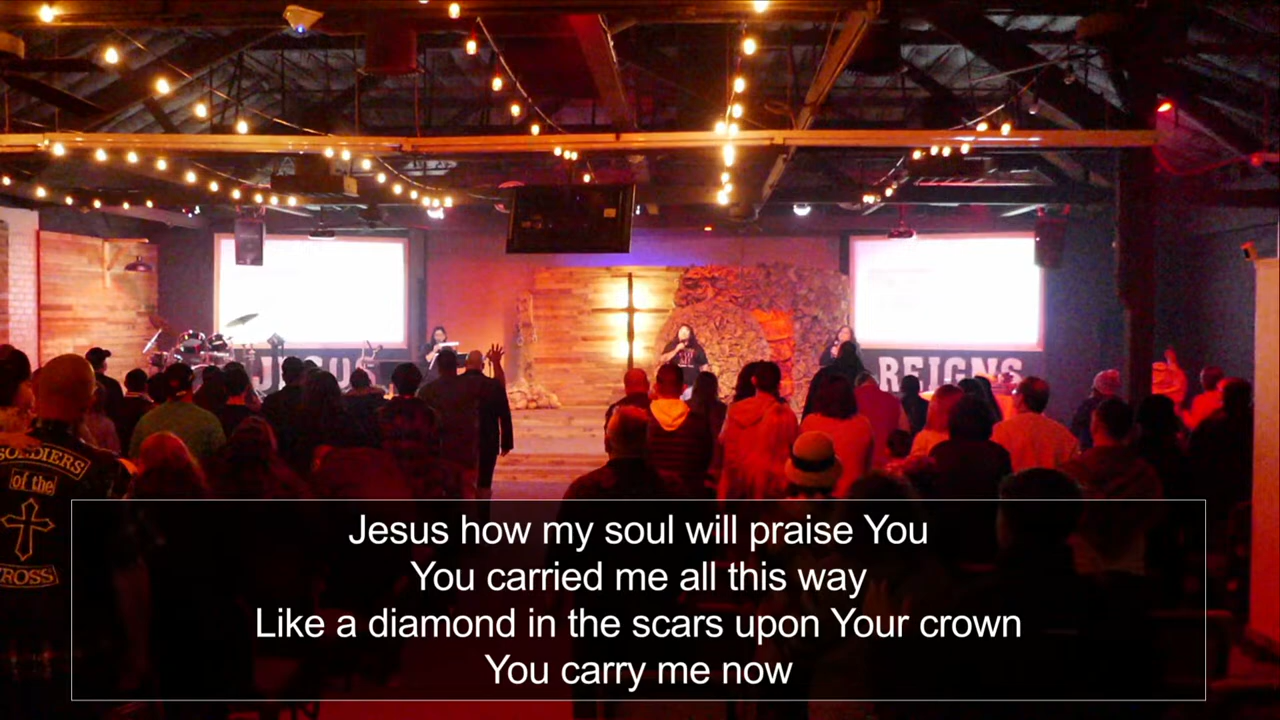 JESUS
REIGNS
SOLDIERS
of the
CROSS
Jesus how my soul will praise You
You carried me all this way
Like a diamond in the scars upon Your crown
You carry me now